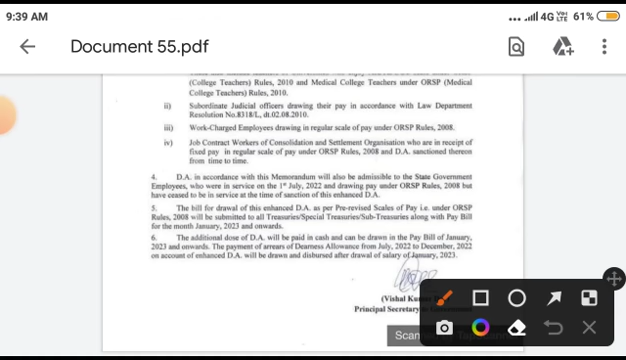 9:39 AM
4G VoLTE 61%
Document 55.pdf
(College Teachers) Rules, 2010 and Medical College Teachers under ORSP (Medical
College Teachers) Rules, 2010.
ii) Subordinate Judicial officers drawing their pay in accordance with Law Department
Resolution No.8318/L, dt.02.08.2010.
iii) Work-Charged Employees drawing in regular scale of pay under ORSP Rules, 2008.
iv) Job Contract Workers of Consolidation and Settlement Organisation who are in receipt of
fixed pay in regular scale of pay under ORSP Rules, 2008 and D.A. sanctioned thereon
from time to time.
4. D.A. in accordance with this Memorandum will also be admissible to the State Government
Employees, who were in service on the 1st July, 2022 and drawing pay under ORSP Rules, 2008 but
have ceased to be in service at the time of sanction of this enhanced D.A.
5. The bill for drawal of this enhanced D.A. as per Pre-revised Scales of Pay i.e. under ORSP
Rules, 2008 will be submitted to all Treasuries/Special Treasuries/Sub-Treasuries along with Pay Bill
for the month January, 2023 and onwards.
6. The additional dose of D.A. will be paid in cash and can be drawn in the Pay Bill of January,
2023 and onwards. The payment of arrears of Dearness Allowance from July, 2022 to December, 2022
on account of enhanced D.A. will be drawn and disbursed after drawal of salary of January, 2023.
(Vishal
Principal Secretary